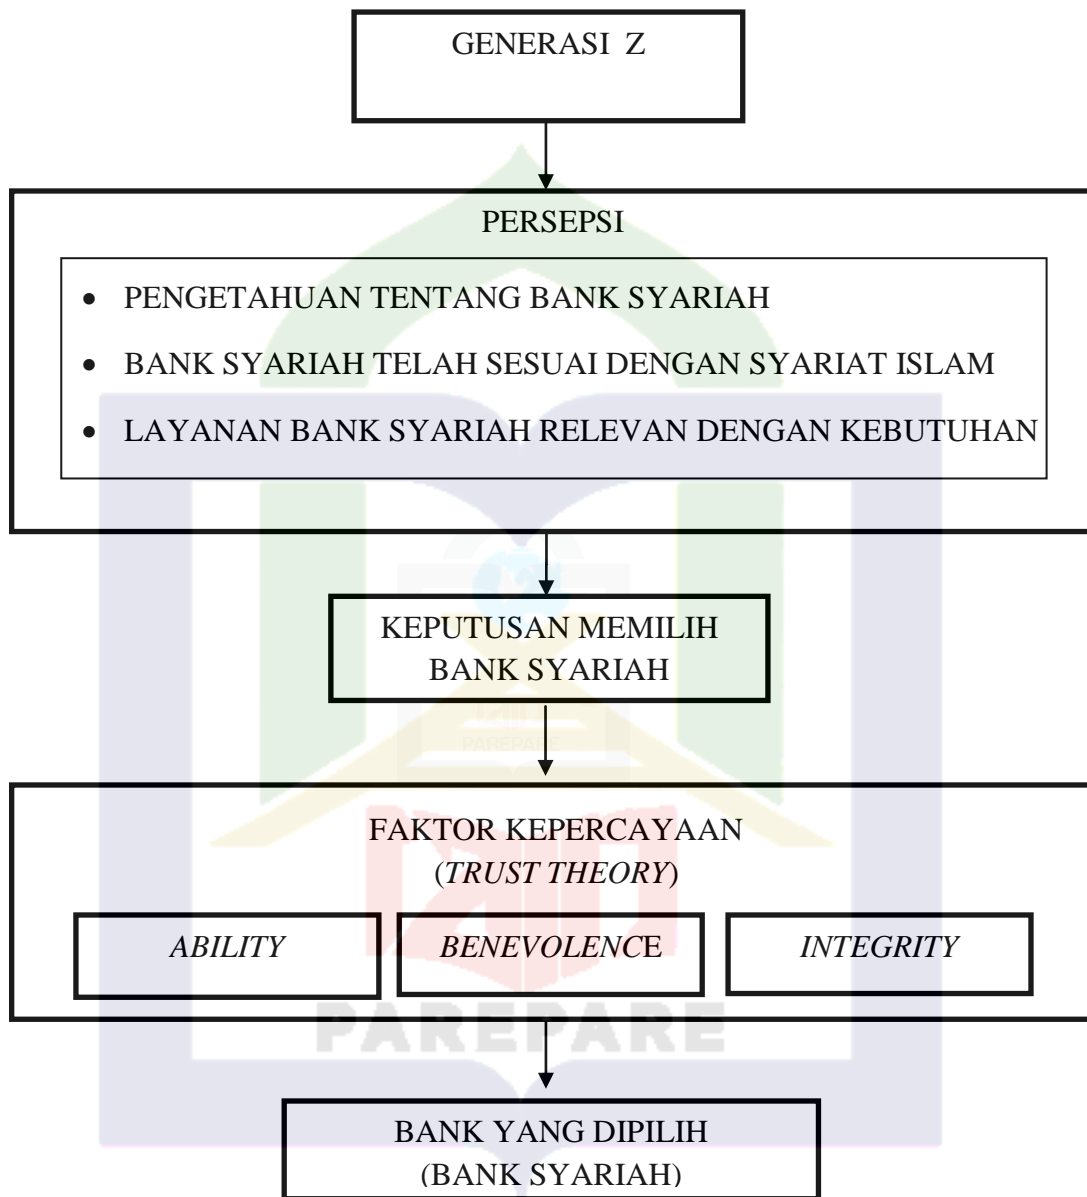 GENERASI Z
PERSEPSI
• PENGETAHUAN TENTANG BANK SYARIAH
• BANK SYARIAH TELAH SESUAI DENGAN SYARIAT ISLAM
• LAYANAN BANK SYARIAH RELEVAN DENGAN KEBUTUHAN
KEPUTUSAN MEMILIH
BANK SYARIAH
PAREPARE
FAKTOR KEPERCAYAAN
(TRUST THEORY)
ABILITY
BENEVOLENCE
INTEGRITY
PAREPARE
BANK YANG DIPILIH
(BANK SYARIAH)